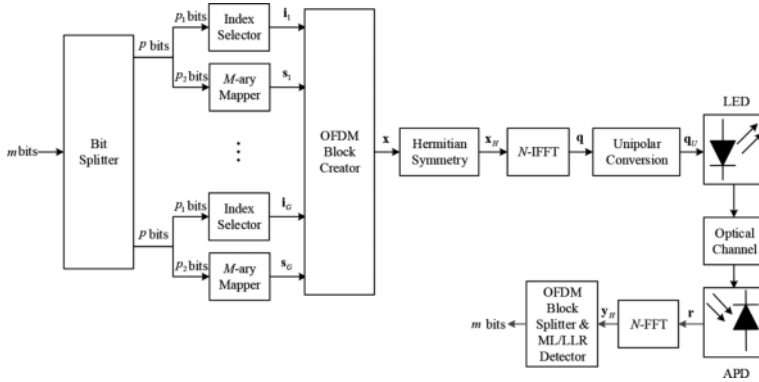 m bits
Bit
Splitter
p bits
p bits
p₁ bits
Index
Selector
i₁
p₂ bits
M-ary
Mapper
s₁
p₁ bits
Index
Selector
i_G
p₂ bits
M-ary
Mapper
s_G
OFDM
Block
Creator
x
Hermitian
Symmetry
x_H
N-IFFT
q
Unipolar
Conversion
q_U
LED
Optical
Channel
APD
r
N-FFT
y_H
OFDM
Block
Splitter &
ML/LLR
Detector
m bits